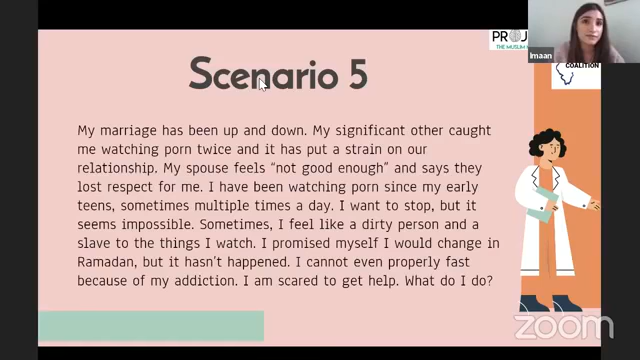 PROJ
THE MUSLIM
Imaan
COALITION
Scenario 5
My marriage has been up and down. My significant other caught
me watching porn twice and it has put a strain on our
relationship. My spouse feels “not good enough” and says they
lost respect for me. I have been watching porn since my early
teens, sometimes multiple times a day. I want to stop, but it
seems impossible. Sometimes, I feel like a dirty person and a
slave to the things I watch. I promised myself I would change in
Ramadan, but it hasn't happened. I cannot even properly fast
because of my addiction. I am scared to get help. What do I do?
zoom